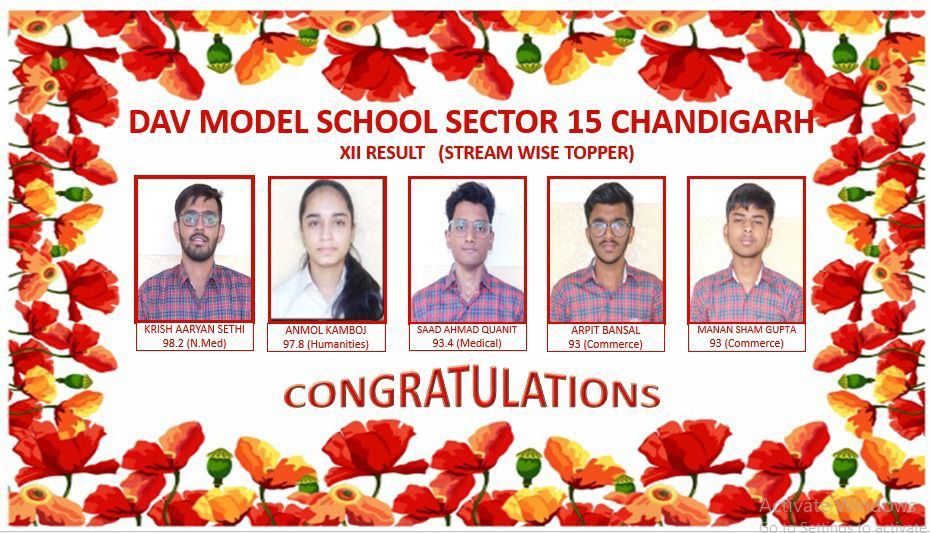 DAV MODEL SCHOOL SECTOR 15 CHANDIGARH
XII RESULT (STREAM WISE TOPPER)
KRISH AARYAN SETHI
98.2 (N.Med)
ANMOL KAMBOJ
97.8 (Humanities)
SAAD AHMAD QUANIT
93.4 (Medical)
ARPIT BANSAL
93 (Commerce)
MANAN SHAM GUPTA
93 (Commerce)
CONGRATULATIONS
Activate Windows
Go to Settings to activate